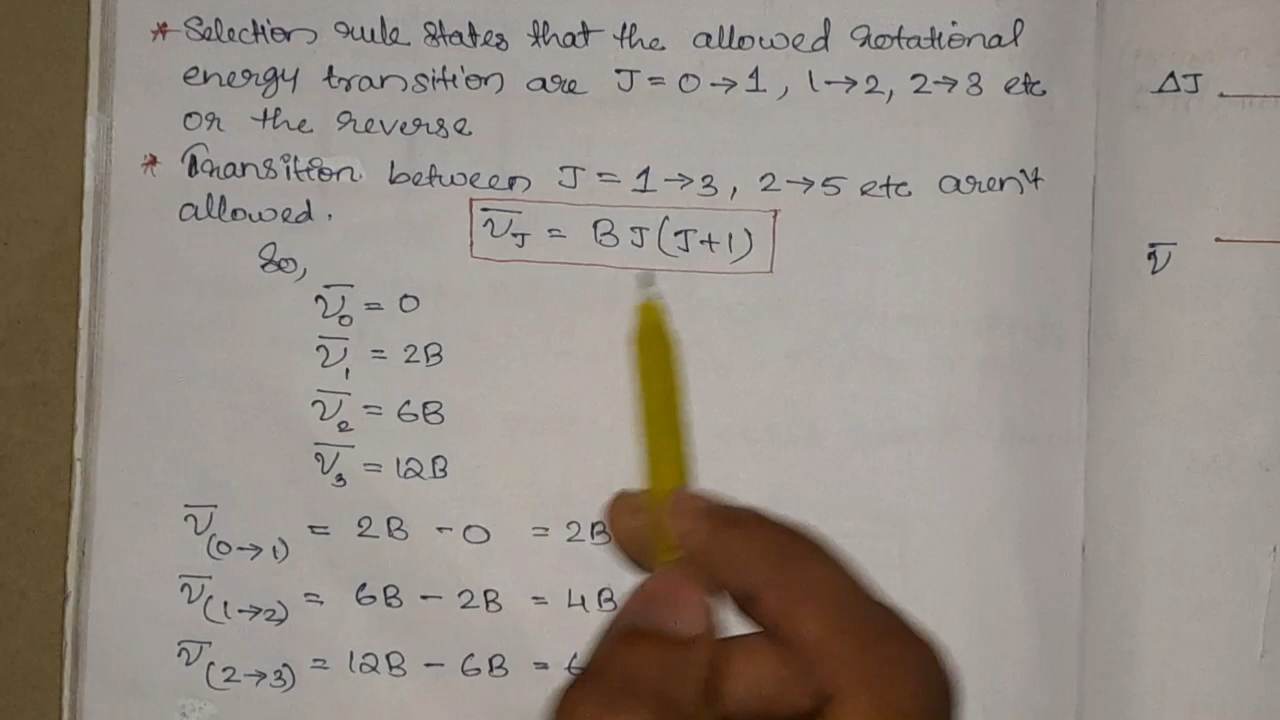 * Selection rule states that the allowed rotational
energy transition are J = 0 → 1, 1 → 2, 2 → 3 etc
or the reverse
* Transition between J = 1 → 3, 2 → 5 etc aren't
allowed.
ν̅_J = BJ(J+1)
So,
ν̅₀ = 0
ν̅₁ = 2B
ν̅₂ = 6B
ν̅₃ = 12B
ν̅(0→1) = 2B - 0 = 2B
ν̅(1→2) = 6B - 2B = 4B
ν̅(2→3) = 12B - 6B = 6
ΔJ
ν̅